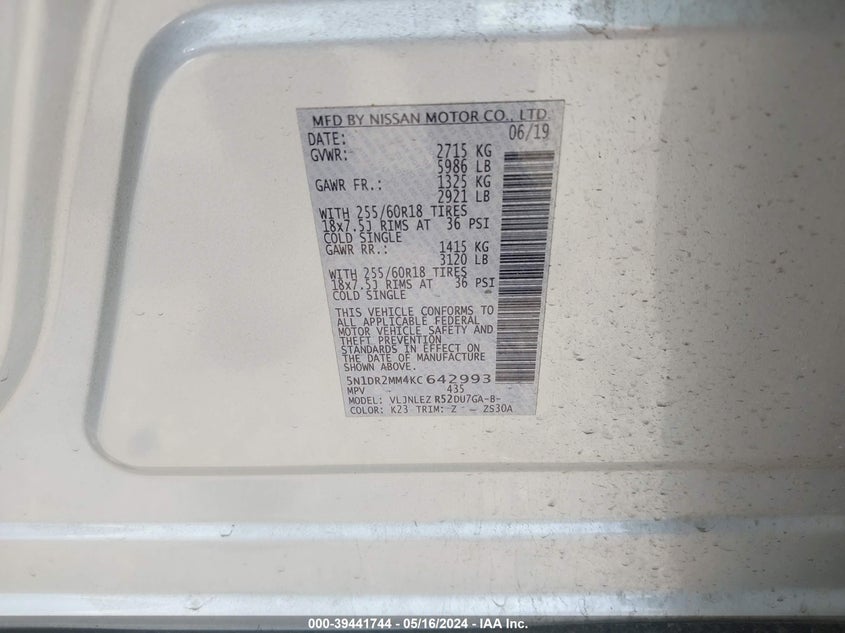 MFD BY NISSAN MOTOR CO., LTD.
DATE: 06/19
GVWR: 2715 KG
5986 LB
GAWR FR.: 1325 KG
2921 LB
WITH 255/60R18 TIRES
18x7.5J RIMS AT 36 PSI
COLD SINGLE
GAWR RR.: 1415 KG
3120 LB
WITH 255/60R18 TIRES
18x7.5J RIMS AT 36 PSI
COLD SINGLE
THIS VEHICLE CONFORMS TO
ALL APPLICABLE FEDERAL
MOTOR VEHICLE SAFETY AND
THEFT PREVENTION
STANDARDS IN EFFECT ON
THE DATE OF MANUFACTURE
SHOWN ABOVE.
5N1DR2MM4KC642993
MPV 435
MODEL: VLJNLEZ R52DU7GA-B-
COLOR: K23 TRIM: Z - ZS30A
000-39441744 / 05/16/2024 - IAA Inc.